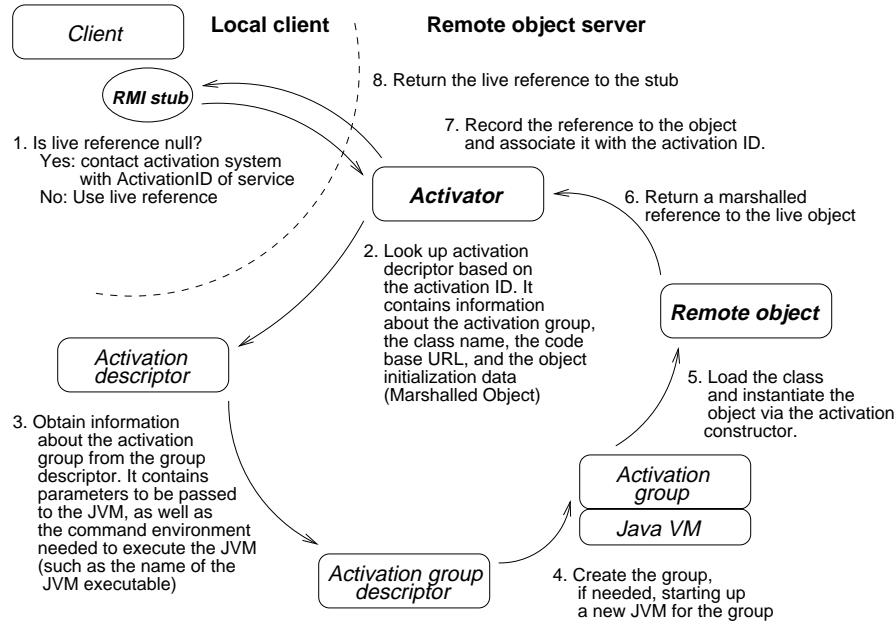 Client
Local client
Remote object server
RMI stub
8. Return the live reference to the stub
1. Is live reference null?
Yes: contact activation system
with ActivationID of service
No: Use live reference
7. Record the reference to the object
and associate it with the activation ID.
Activator
6. Return a marshalled
reference to the live object
2. Look up activation
decriptor based on
the activation ID. It
contains information
about the activation group,
the class name, the code
base URL, and the object
initialization data
(Marshalled Object)
Remote object
Activation
descriptor
5. Load the class
and instantiate the
object via the activation
constructor.
3. Obtain information
about the activation
group from the group
descriptor. It contains
parameters to be passed
to the JVM, as well as
the command environment
needed to execute the JVM
(such as the name of the
JVM executable)
Activation
group
Java VM
Activation group
descriptor
4. Create the group,
if needed, starting up
a new JVM for the group